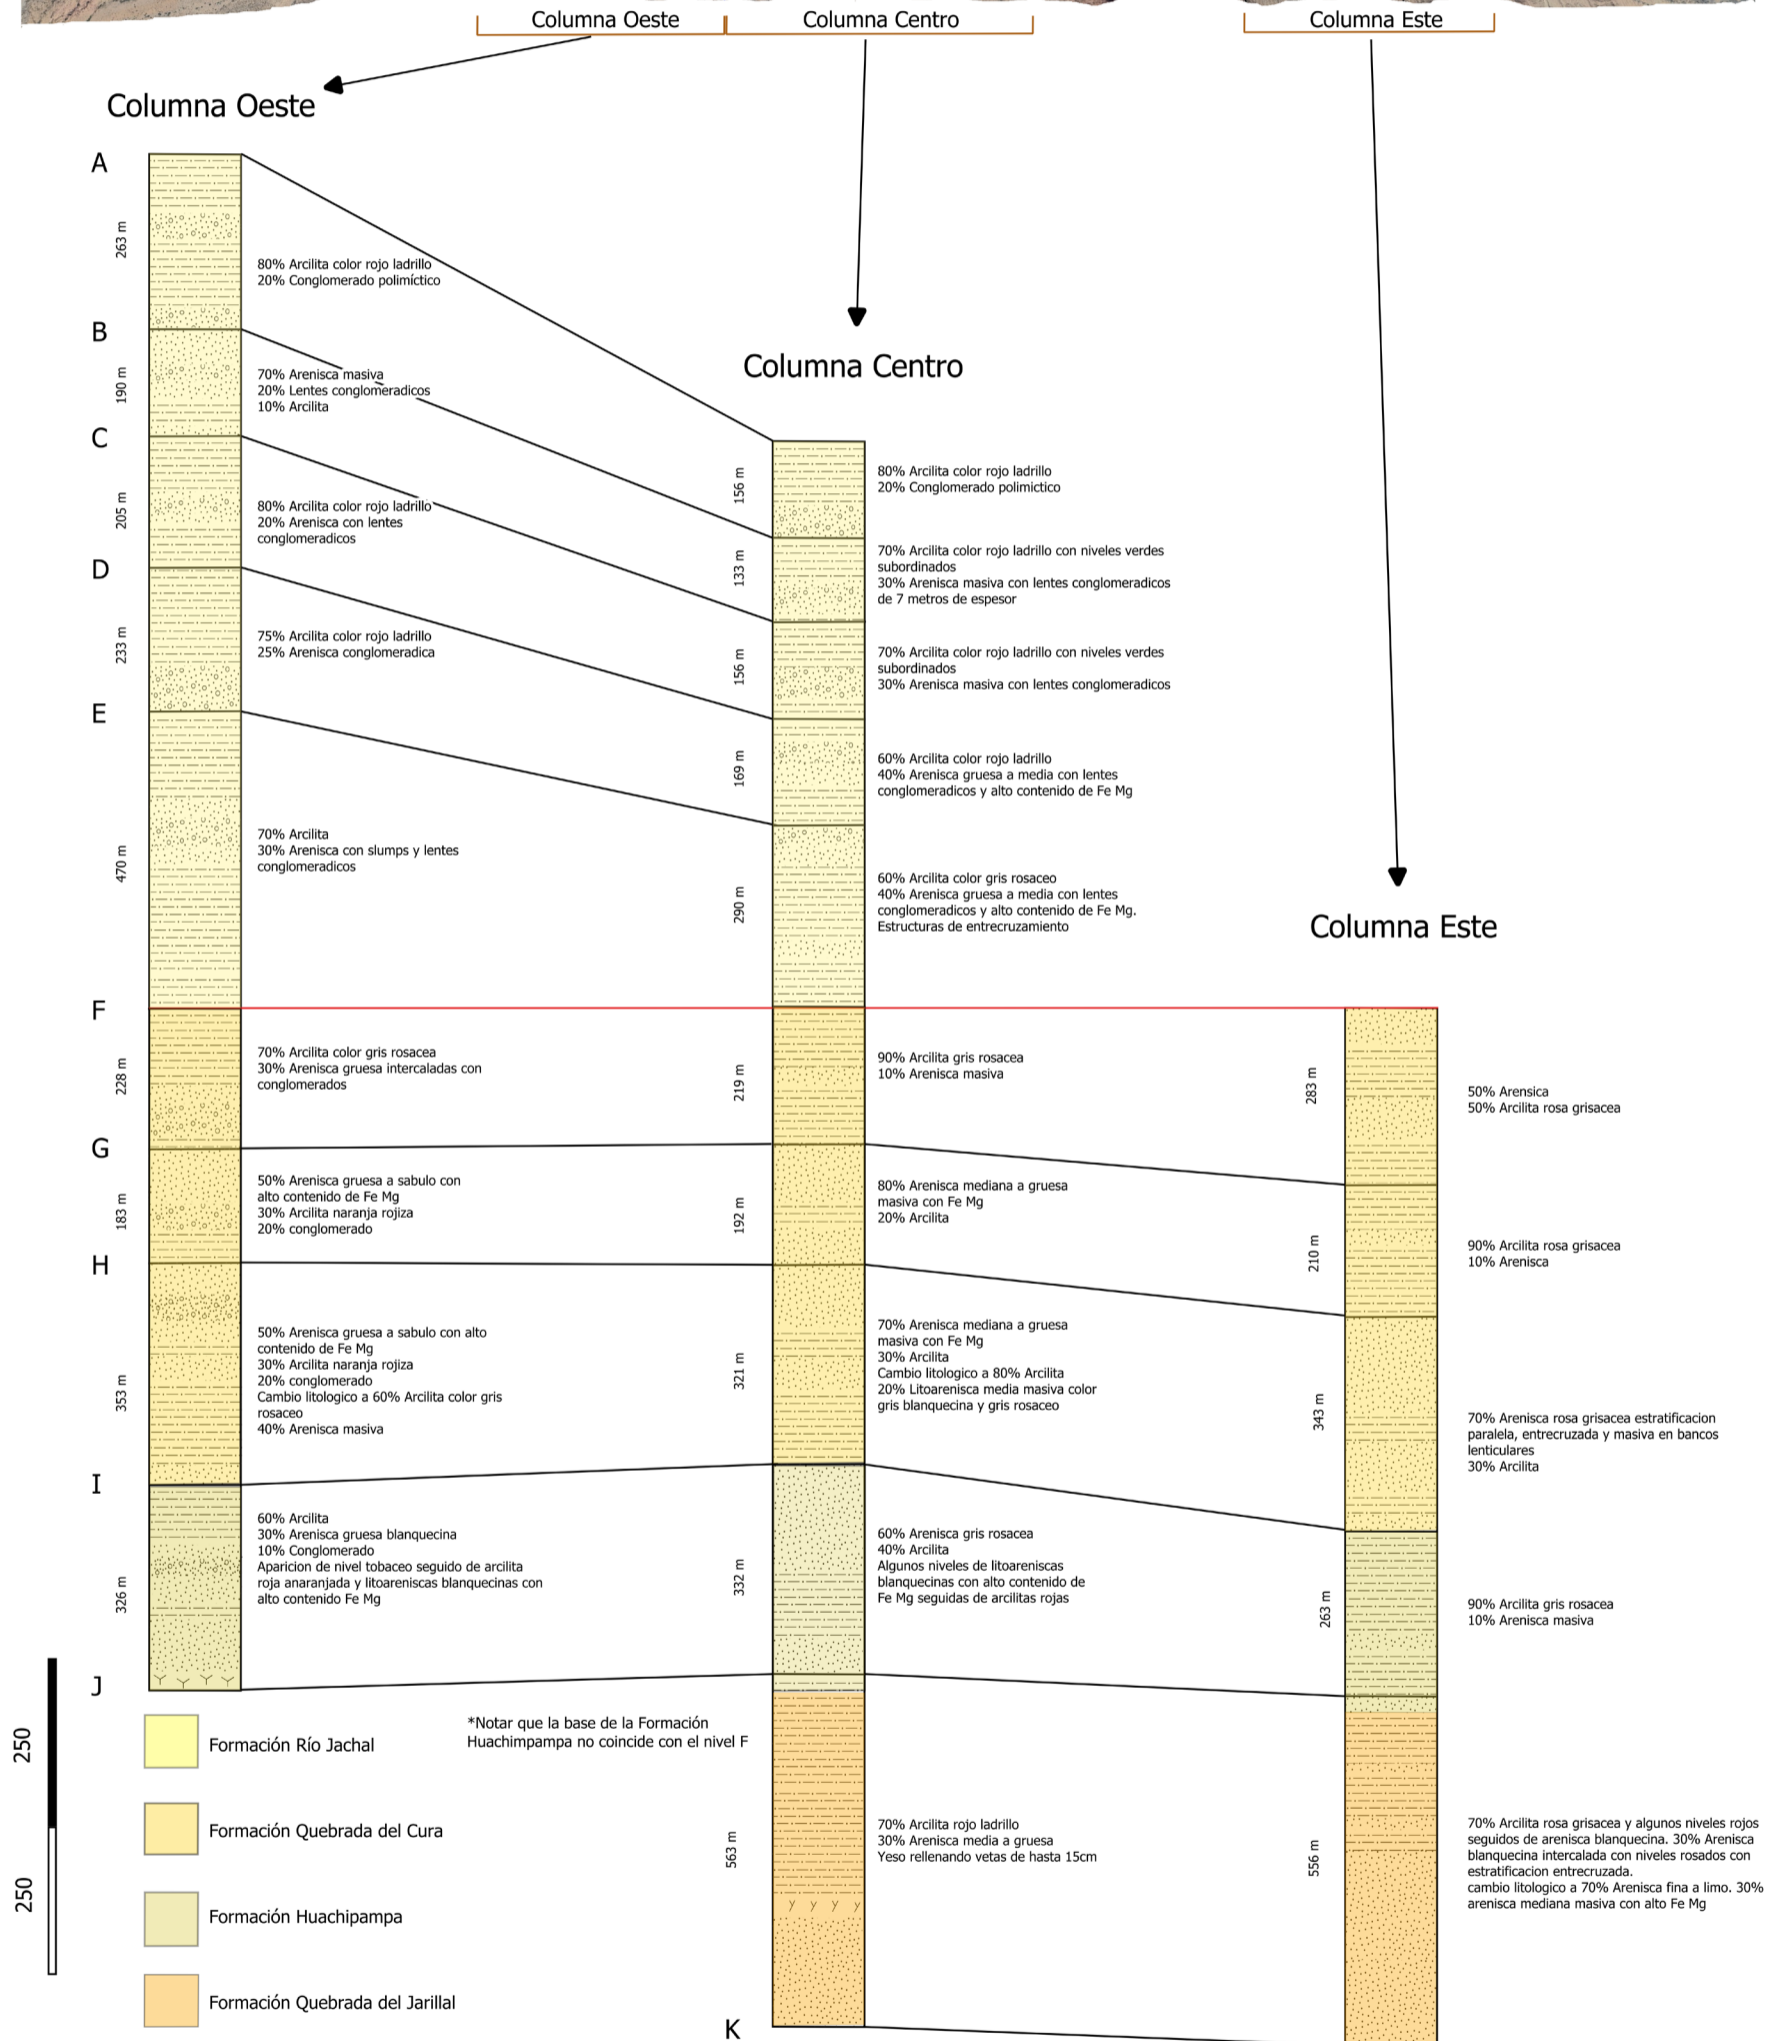 Columna Oeste
Columna Centro
Columna Este
Columna Oeste
A
263 m
80% Arcilita color rojo ladrillo
20% Conglomerado polimíctico
B
190 m
70% Arenisca masiva
20% Lentes conglomeradicos
10% Arcilita
C
205 m
80% Arcilita color rojo ladrillo
20% Arenisca con lentes
conglomeradicos
D
233 m
75% Arcilita color rojo ladrillo
25% Arenisca conglomeradica
E
470 m
70% Arcilita
30% Arenisca con slumps y lentes
conglomeradicos
F
228 m
70% Arcilita color gris rosacea
30% Arenisca gruesa intercaladas con
conglomerados
G
183 m
50% Arenisca gruesa a sabulo con
alto contenido de Fe Mg
30% Arcilita naranja rojiza
20% conglomerado
H
353 m
50% Arenisca gruesa a sabulo con alto
contenido de Fe Mg
30% Arcilita naranja rojiza
20% conglomerado
Cambio litologico a 60% Arcilita color gris
rosaceo
40% Arenisca masiva
I
326 m
60% Arcilita
30% Arenisca gruesa blanquecina
10% Conglomerado
Aparicion de nivel tobaceo seguido de arcilita
roja anaranjada y litoareniscas blanquecinas con
alto contenido Fe Mg
J
Columna Centro
156 m
80% Arcilita color rojo ladrillo
20% Conglomerado polimictico
133 m
70% Arcilita color rojo ladrillo con niveles verdes
subordinados
30% Arenisca masiva con lentes conglomeradicos
de 7 metros de espesor
156 m
70% Arcilita color rojo ladrillo con niveles verdes
subordinados
30% Arenisca masiva con lentes conglomeradicos
169 m
60% Arcilita color rojo ladrillo
40% Arenisca gruesa a media con lentes
conglomeradicos y alto contenido de Fe Mg
290 m
60% Arcilita color gris rosaceo
40% Arenisca gruesa a media con lentes
conglomeradicos y alto contenido de Fe Mg.
Estructuras de entrecruzamiento
219 m
90% Arcilita gris rosacea
10% Arenisca masiva
192 m
80% Arenisca mediana a gruesa
masiva con Fe Mg
20% Arcilita
321 m
70% Arenisca mediana a gruesa
masiva con Fe Mg
30% Arcilita
Cambio litologico a 80% Arcilita
20% Litoarenisca media masiva color
gris blanquecina y gris rosaceo
332 m
60% Arenisca gris rosacea
40% Arcilita
Algunos niveles de litoareniscas
blanquecinas con alto contenido de
Fe Mg seguidas de arcilitas rojas
563 m
70% Arcilita rojo ladrillo
30% Arenisca media a gruesa
Yeso rellenando vetas de hasta 15cm
K
Columna Este
283 m
50% Arensica
50% Arcilita rosa grisacea
210 m
90% Arcilita rosa grisacea
10% Arenisca
343 m
70% Arenisca rosa grisacea estratificacion
paralela, entrecruzada y masiva en bancos
lenticulares
30% Arcilita
263 m
90% Arcilita gris rosacea
10% Arenisca masiva
556 m
70% Arcilita rosa grisacea y algunos niveles rojos
seguidos de arenisca blanquecina. 30% Arenisca
blanquecina intercalada con niveles rosados con
estratificacion entrecruzada.
cambio litologico a 70% Arenisca fina a limo. 30%
arenisca mediana masiva con alto Fe Mg
250
250
Formación Río Jachal
Formación Quebrada del Cura
Formación Huachipampa
Formación Quebrada del Jarillal
*Notar que la base de la Formación
Huachimpampa no coincide con el nivel F